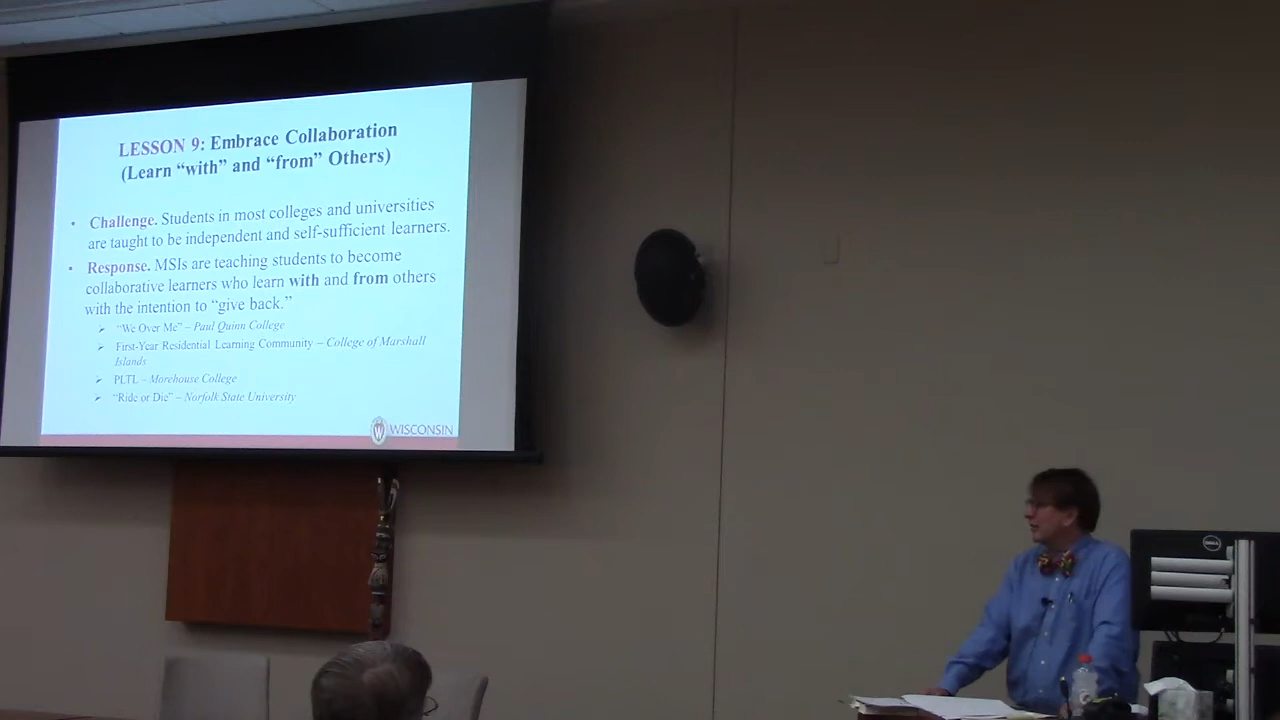 LESSON 9: Embrace Collaboration
(Learn “with” and “from” Others)
• Challenge. Students in most colleges and universities
are taught to be independent and self-sufficient learners.
• Response. MSIs are teaching students to become
collaborative learners who learn with and from others
with the intention to “give back.”
➢ “We Over Me” – Paul Quinn College
➢ First-Year Residential Learning Community – College of Marshall
Islands
➢ PLTL – Morehouse College
➢ “Ride or Die” – Norfolk State University
W WISCONSIN
DELL